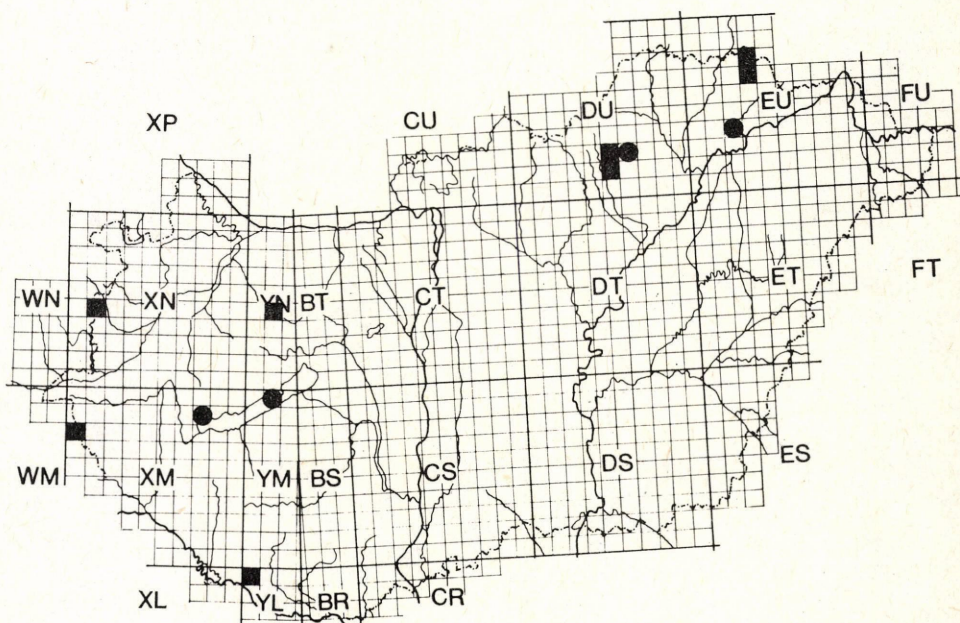 XP
CU
DU
EU
FU
WN
XN
YN BT
CT
DT
ET
FT
WM
XM
YM BS
CS
DS
ES
XL
YL BR
CR